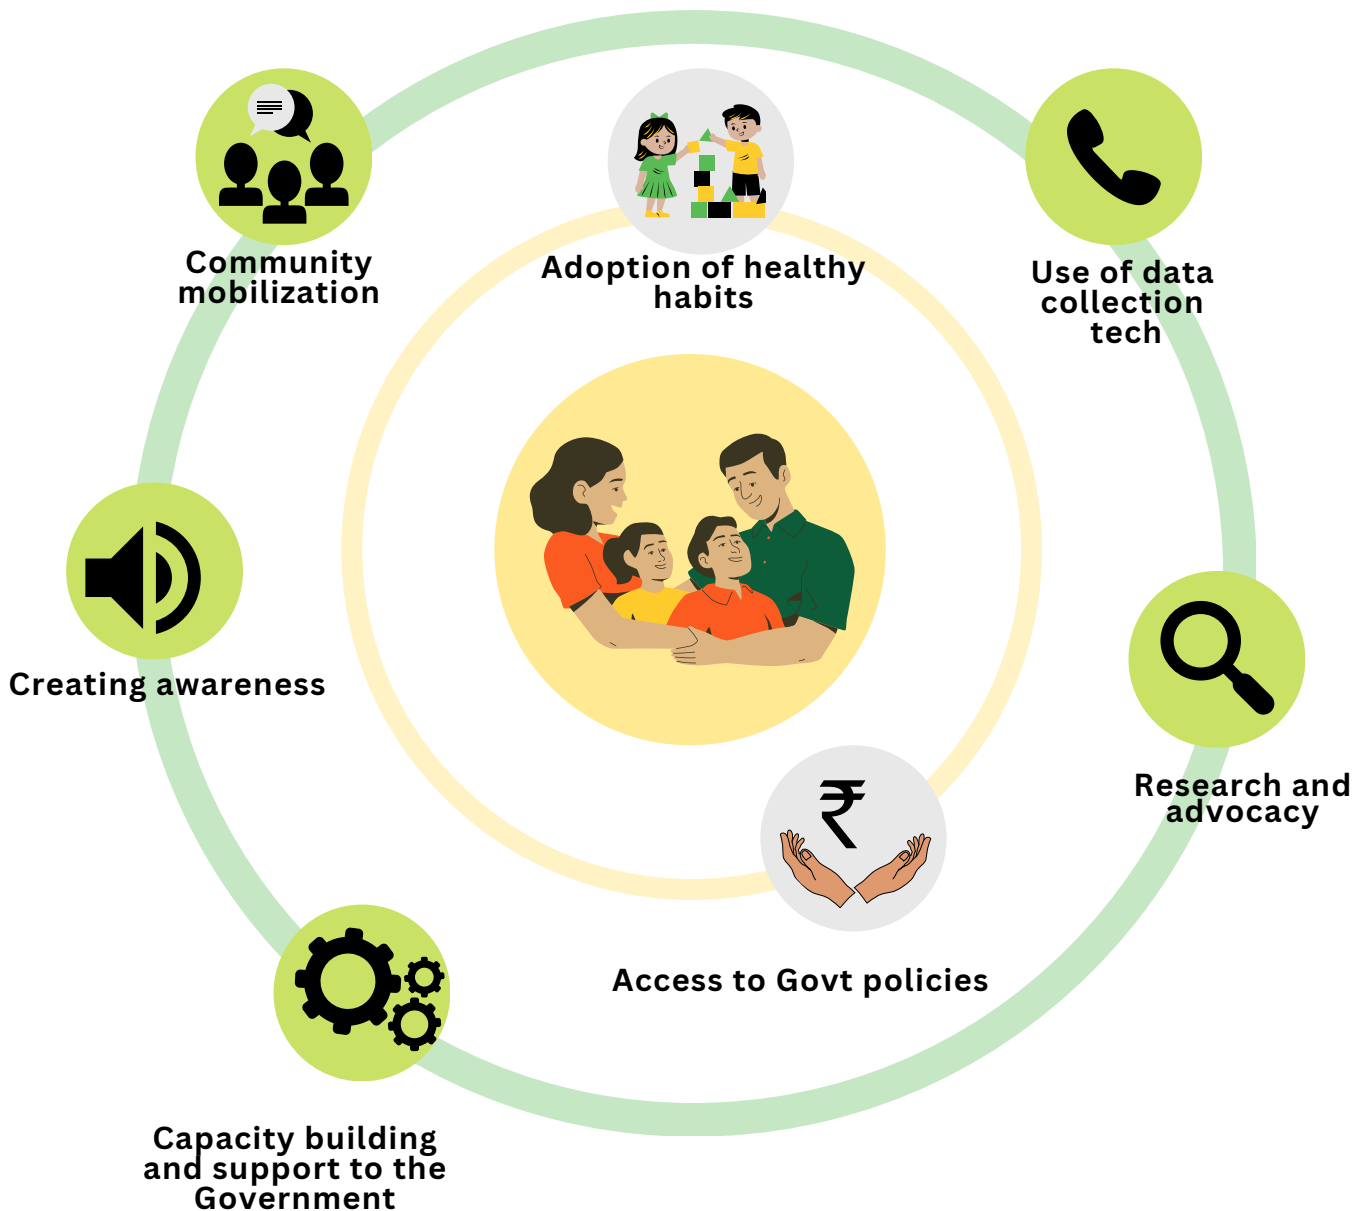 Community
mobilization
Adoption of healthy
habits
Use of data
collection
tech
Creating awareness
Research and
advocacy
₹
Access to Govt policies
Capacity building
and support to the
Government